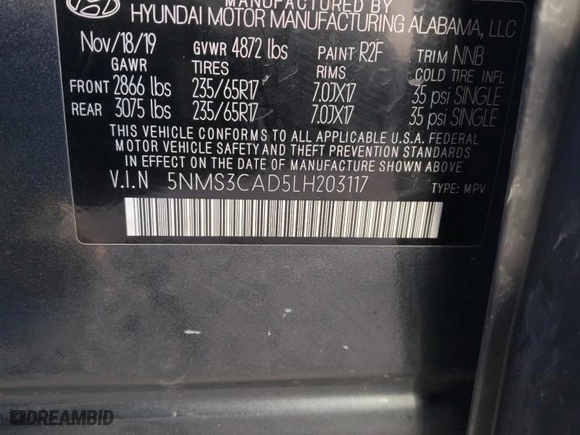 MANUFACTURED BY
HYUNDAI MOTOR MANUFACTURING ALABAMA, LLC
Nov/18/19 GVWR 4872 lbs PAINT R2F TRIM NNB
GAWR TIRES RIMS COLD TIRE INFL
FRONT 2866 lbs 235/65R17 7.0JX17 35 psi SINGLE
REAR 3075 lbs 235/65R17 7.0JX17 35 psi SINGLE
THIS VEHICLE CONFORMS TO ALL APPLICABLE U.S.A. FEDERAL
MOTOR VEHICLE SAFETY AND THEFT PREVENTION STANDARDS
IN EFFECT ON THE DATE OF MANUFACTURE SHOWN ABOVE.
V.I.N 5NMS3CAD5LH203117 TYPE: MPV
DREAMBID